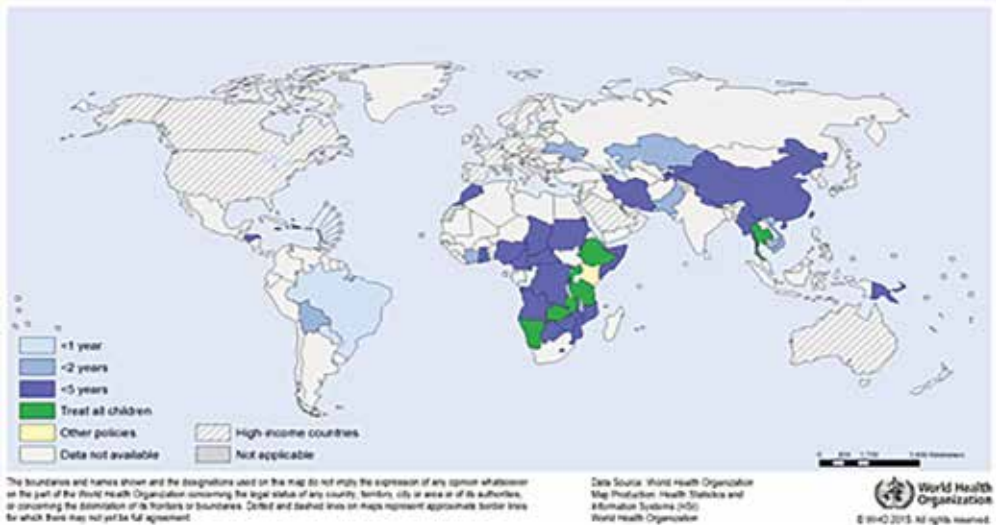 <1 year
<2 years
<5 years
Treat all children
Other policies
Data not available
High-income countries
Not applicable
The boundaries and names shown and the designations used on this map do not imply the expression of any opinion whatsoever
on the part of the World Health Organization concerning the legal status of any country, territory, city or area or of its authorities,
or concerning the delimitation of its frontiers or boundaries. Dotted and dashed lines on maps represent approximate border lines
for which there may not yet be full agreement.
Data Source: World Health Organization
Map Production: Health Statistics and
Information Systems (HSI)
World Health Organization
World Health
Organization
© WHO 2015. All rights reserved.